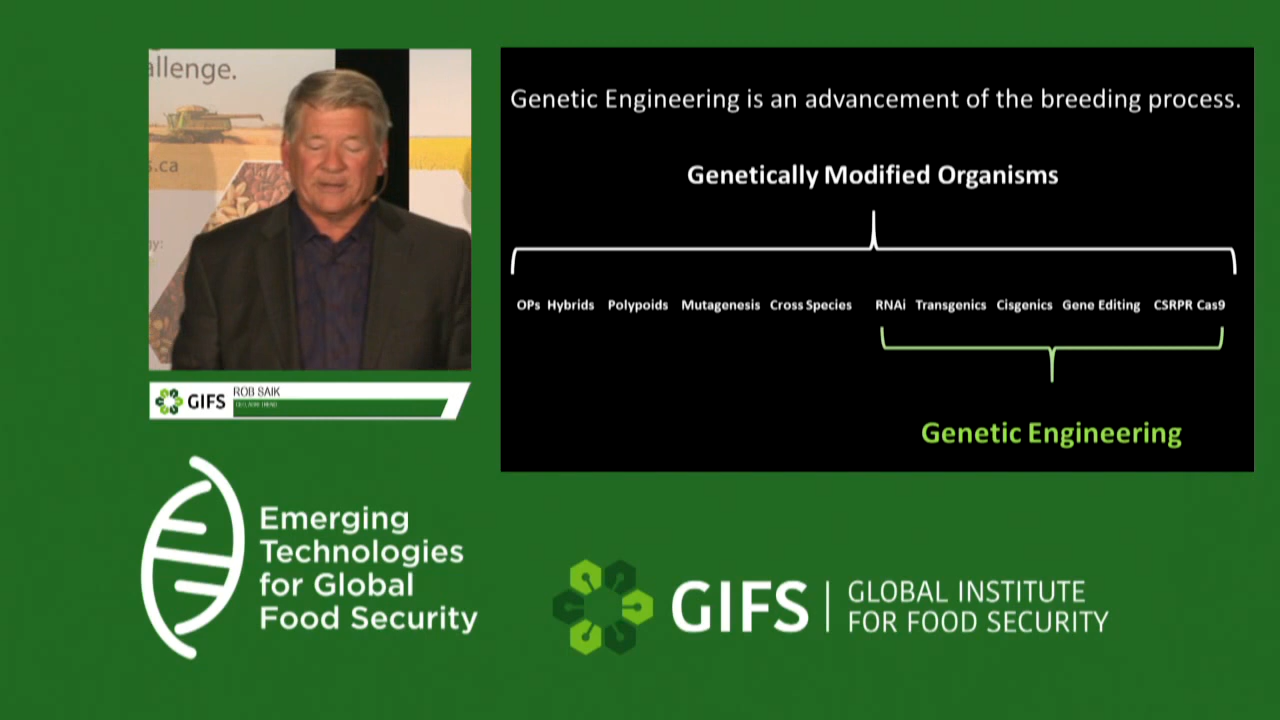 allenge.
s.ca
gy:
GIFS
ROB SAIK
Genetic Engineering is an advancement of the breeding process.
Genetically Modified Organisms
OPs Hybrids Polypoids Mutagenesis Cross Species RNAi Transgenics Cisgenics Gene Editing CSRPR Cas9
Genetic Engineering
Emerging
Technologies
for Global
Food Security
GIFS
GLOBAL INSTITUTE
FOR FOOD SECURITY